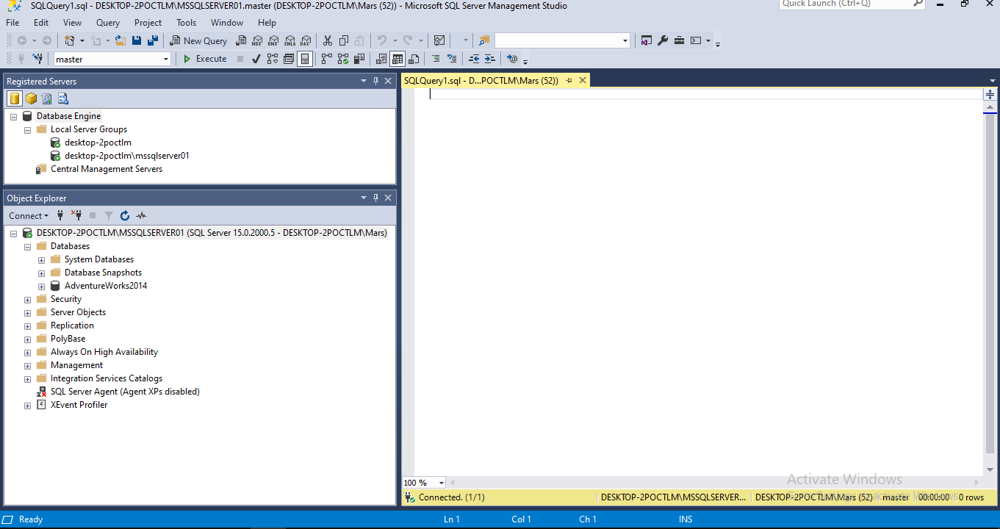 SQLQuery1.sql - DESKTOP-2POCTLM\MSSQLSERVER01.master (DESKTOP-2POCTLM\Mars (52)) - Microsoft SQL Server Management Studio
Quick Launch (Ctrl+Q)
File Edit View Query Project Tools Window Help
New Query MDX DMX XMLA DAX
master Execute
Registered Servers
Database Engine
Local Server Groups
desktop-2poctlm
desktop-2poctlm\mssqlserver01
Central Management Servers
Object Explorer
Connect
DESKTOP-2POCTLM\MSSQLSERVER01 (SQL Server 15.0.2000.5 - DESKTOP-2POCTLM\Mars)
Databases
System Databases
Database Snapshots
AdventureWorks2014
Security
Server Objects
Replication
PolyBase
Always On High Availability
Management
Integration Services Catalogs
SQL Server Agent (Agent XPs disabled)
XEvent Profiler
SQLQuery1.sql - D...POCTLM\Mars (52))
100 %
Activate Windows
Connected. (1/1) DESKTOP-2POCTLM\MSSQLSERVER... DESKTOP-2POCTLM\Mars (52) master 00:00:00 0 rows
Ready Ln 1 Col 1 Ch 1 INS